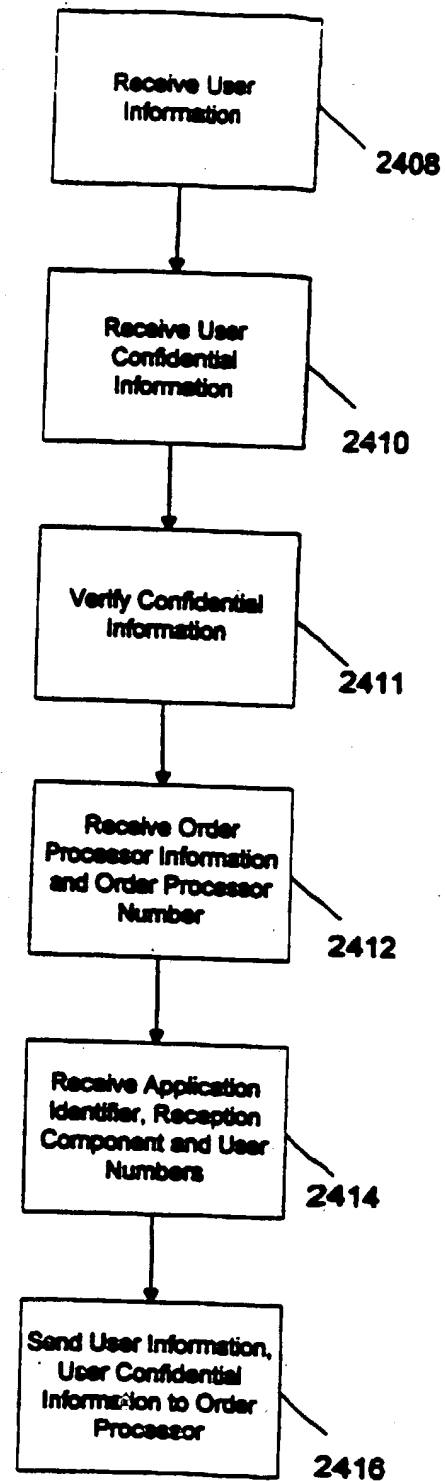 Receive User
Information
2408
Receive User
Confidential
Information
2410
Verify Confidential
Information
2411
Receive Order
Processor Information
and Order Processor
Number
2412
Receive Application
Identifier, Reception
Component and User
Numbers
2414
Send User Information,
User Confidential
Information to Order
Processor
2416